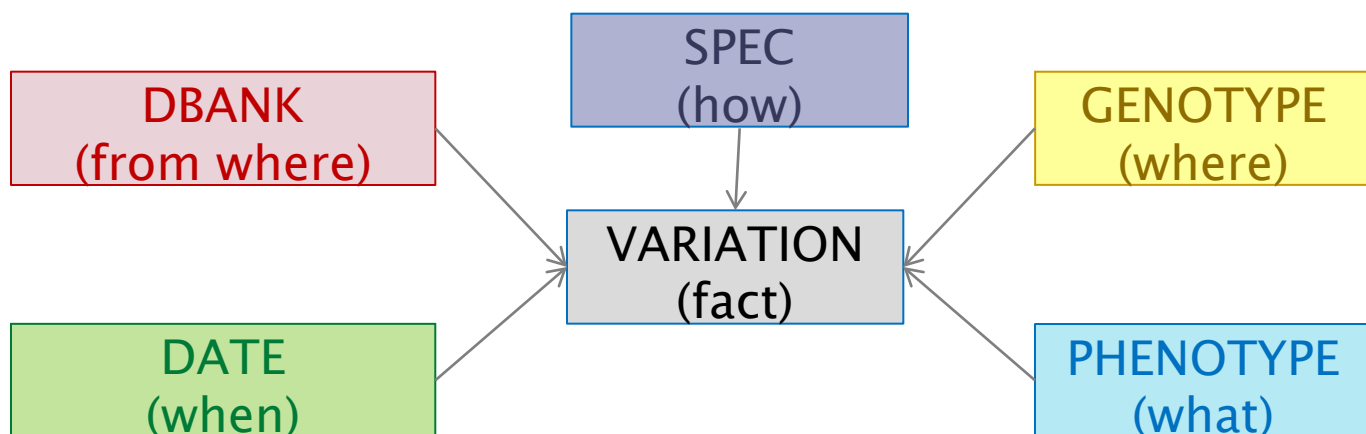 SPEC
(how)
DBANK
(from where)
GENOTYPE
(where)
VARIATION
(fact)
DATE
(when)
PHENOTYPE
(what)